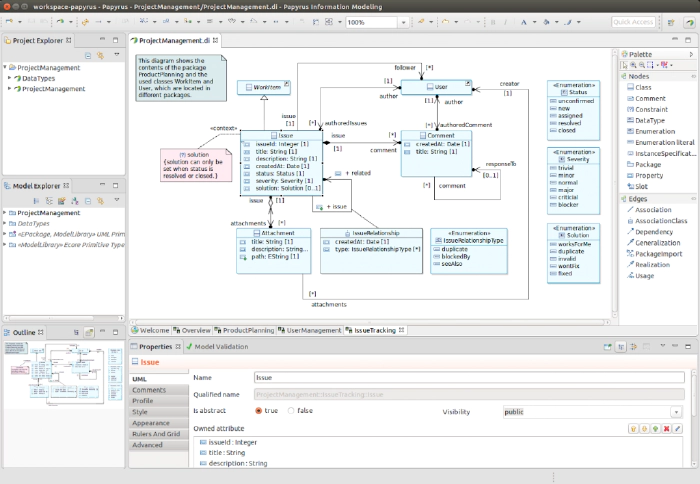 workspace-papyrus - Papyrus - ProjectManagement/ProjectManagement.di - Papyrus Information Modeling
100%
Quick Access
Project Explorer
ProjectManagement
DataTypes
ProjectManagement
Model Explorer
ProjectManagement
DataTypes
«EPackage, ModelLibrary» UML Prim
«ModelLibrary» Ecore Primitive Type
Outline
ProjectManagement.di
This diagram shows the
contents of the package
ProductPlanning and the
used classes WorkItem and
User, which are located in
different packages.
WorkItem
follower
[*]
[1]
author
User
creator
[1]
[1]
author
issue
[1]
[*]
authoredIssues
[*]
authoredComment
«context»
solution
{solution can only be
set when status is
resolved or closed.}
Issue
issueId: Integer [1]
title: String [1]
description: String [1]
createdAt: Date [1]
status: Status [1]
severity: Severity [1]
solution: Solution [0..1]
issue
[1]
[*]
comment
Comment
createdAt: Date [1]
title: String [1]
responseTo
[0..1]
[*]
comment
+ related
+ issue
issue
[1]
attachments
[*]
Attachment
title: String [1]
description: String...
path: EString [1]
IssueRelationship
createdAt: Date [1]
type: IssueRelationshipType [*]
«Enumeration»
IssueRelationshipType
duplicate
blockedBy
seeAlso
[*]
attachments
«Enumeration»
Status
unconfirmed
new
assigned
resolved
closed
«Enumeration»
Severity
trivial
minor
normal
major
critical
blocker
«Enumeration»
Solution
worksForMe
duplicate
invalid
wontFix
fixed
Palette
Nodes
Class
Comment
Constraint
DataType
Enumeration
Enumeration literal
InstanceSpecificat...
Package
Property
Slot
Edges
Association
AssociationClass
Dependency
Generalization
PackageImport
Realization
Usage
Welcome
Overview
ProductPlanning
UserManagement
IssueTracking
Properties
Model Validation
Issue
UML
Comments
Profile
Style
Appearance
Rulers And Grid
Advanced
Name
Issue
Qualified name
ProjectManagement::IssueTracking::Issue
Is abstract
true
false
Visibility
public
Owned attribute
issueId : Integer
title : String
description : String